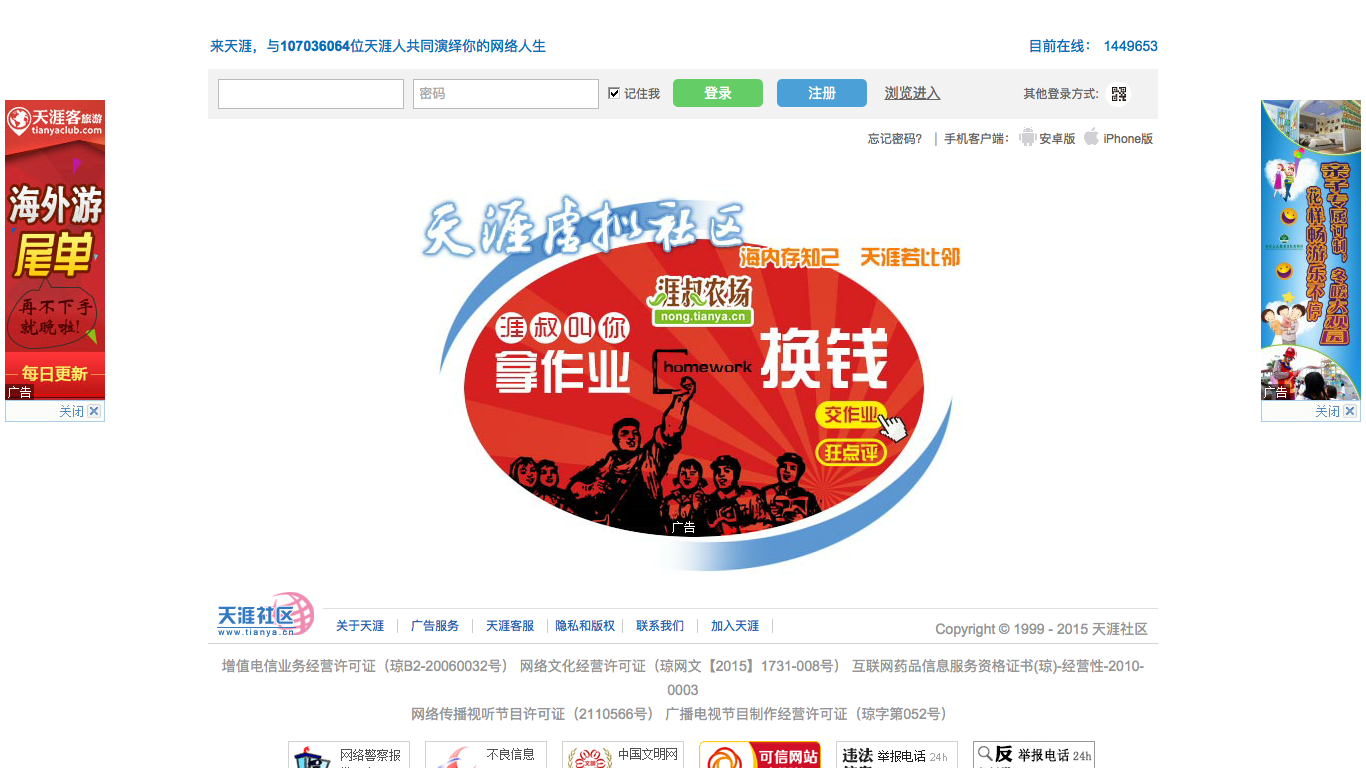 来天涯，与107036064位天涯人共同演绎你的网络人生
目前在线： 1449653
密码
记住我
登录
注册
浏览进入
其他登录方式:
忘记密码?
手机客户端：
安卓版
iPhone版
天涯客旅游
tianyaclub.com
海外游
尾单
再不下手
就晚啦!
每日更新
广告
关闭
天涯虚拟社区
海内存知己 天涯若比邻
涯叔农场
nong.tianya.cn
涯叔叫你
拿作业
homework
换钱
交作业
狂点评
广告
亲子专属订制，冬暖大观园
花样畅游乐不停
广告
关闭
天涯社区
www.tianya.cn
关于天涯
广告服务
天涯客服
隐私和版权
联系我们
加入天涯
Copyright © 1999 - 2015 天涯社区
增值电信业务经营许可证（琼B2-20060032号） 网络文化经营许可证（琼网文【2015】1731-008号） 互联网药品信息服务资格证书(琼)-经营性-2010-
0003
网络传播视听节目许可证（2110566号） 广播电视节目制作经营许可证（琼字第052号）
网络警察报
不良信息
文明
中国文明网
可信网站
违法 举报电话 24h
反 举报电话 24h